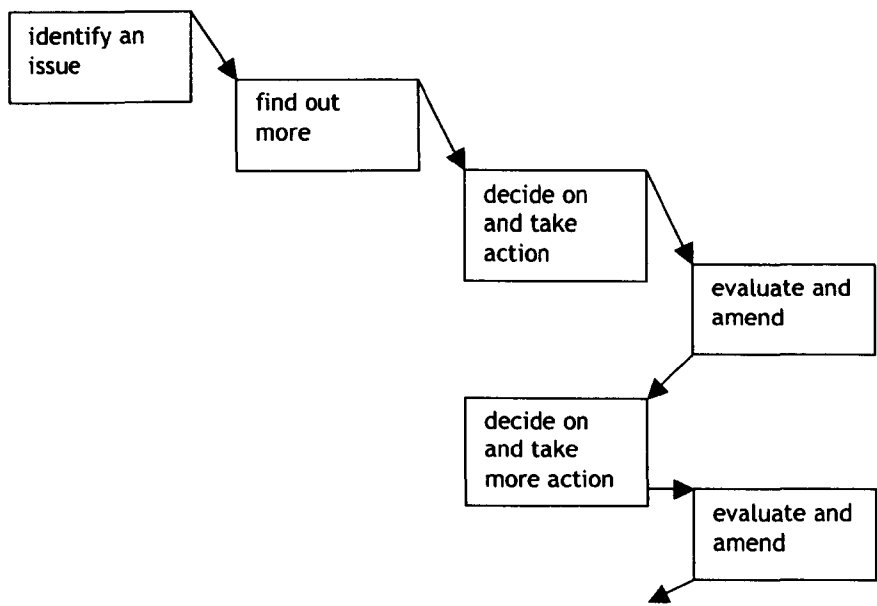 identify an
issue
find out
more
decide on
and take
action
evaluate and
amend
decide on
and take
more action
evaluate and
amend